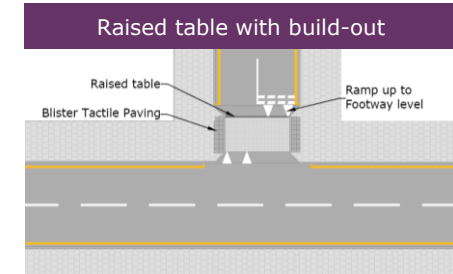 Raised table with build-out
Raised table
Blister Tactile Paving
Ramp up to
Footway level